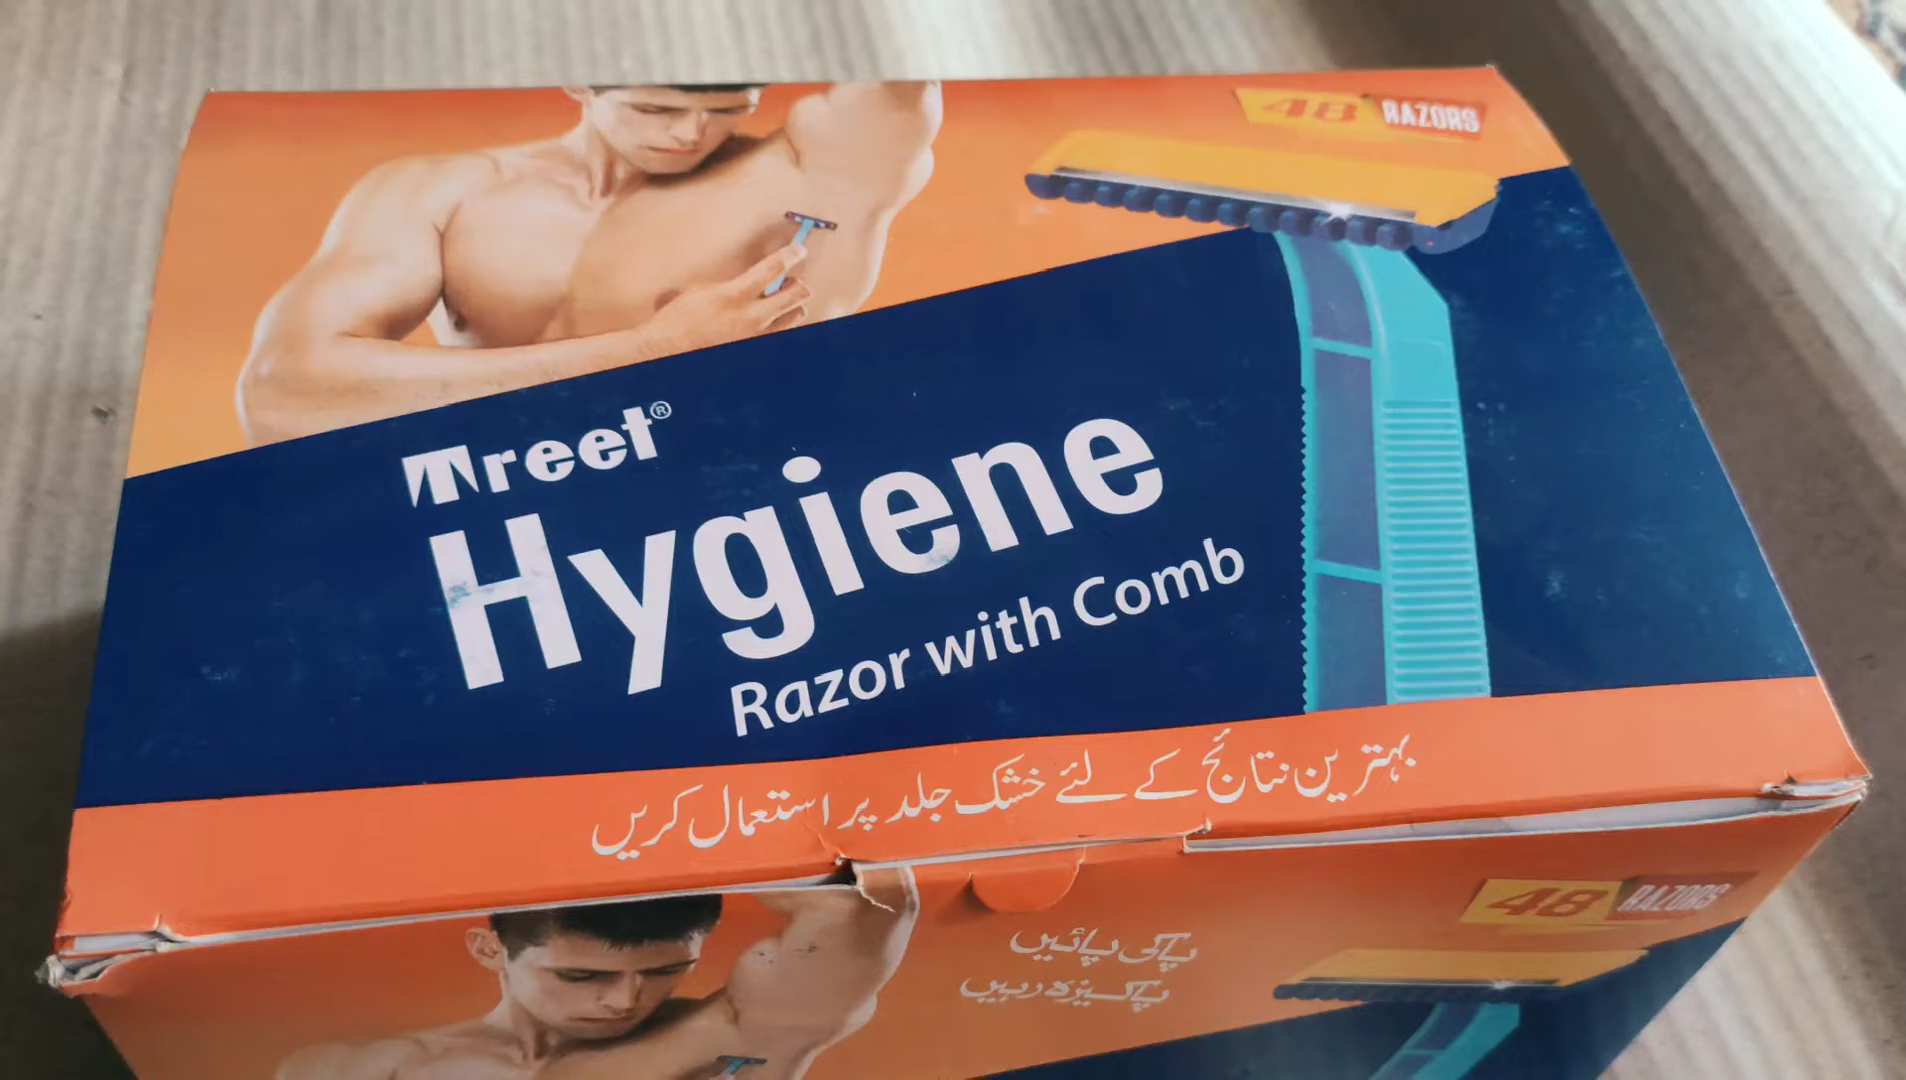 48 RAZORS
Treet®
Hygiene
Razor with Comb
بہترین نتائج کے لئے خشک جلد پر استعمال کریں
48 RAZORS
پاکی پائیں
پاکیزہ رہیں